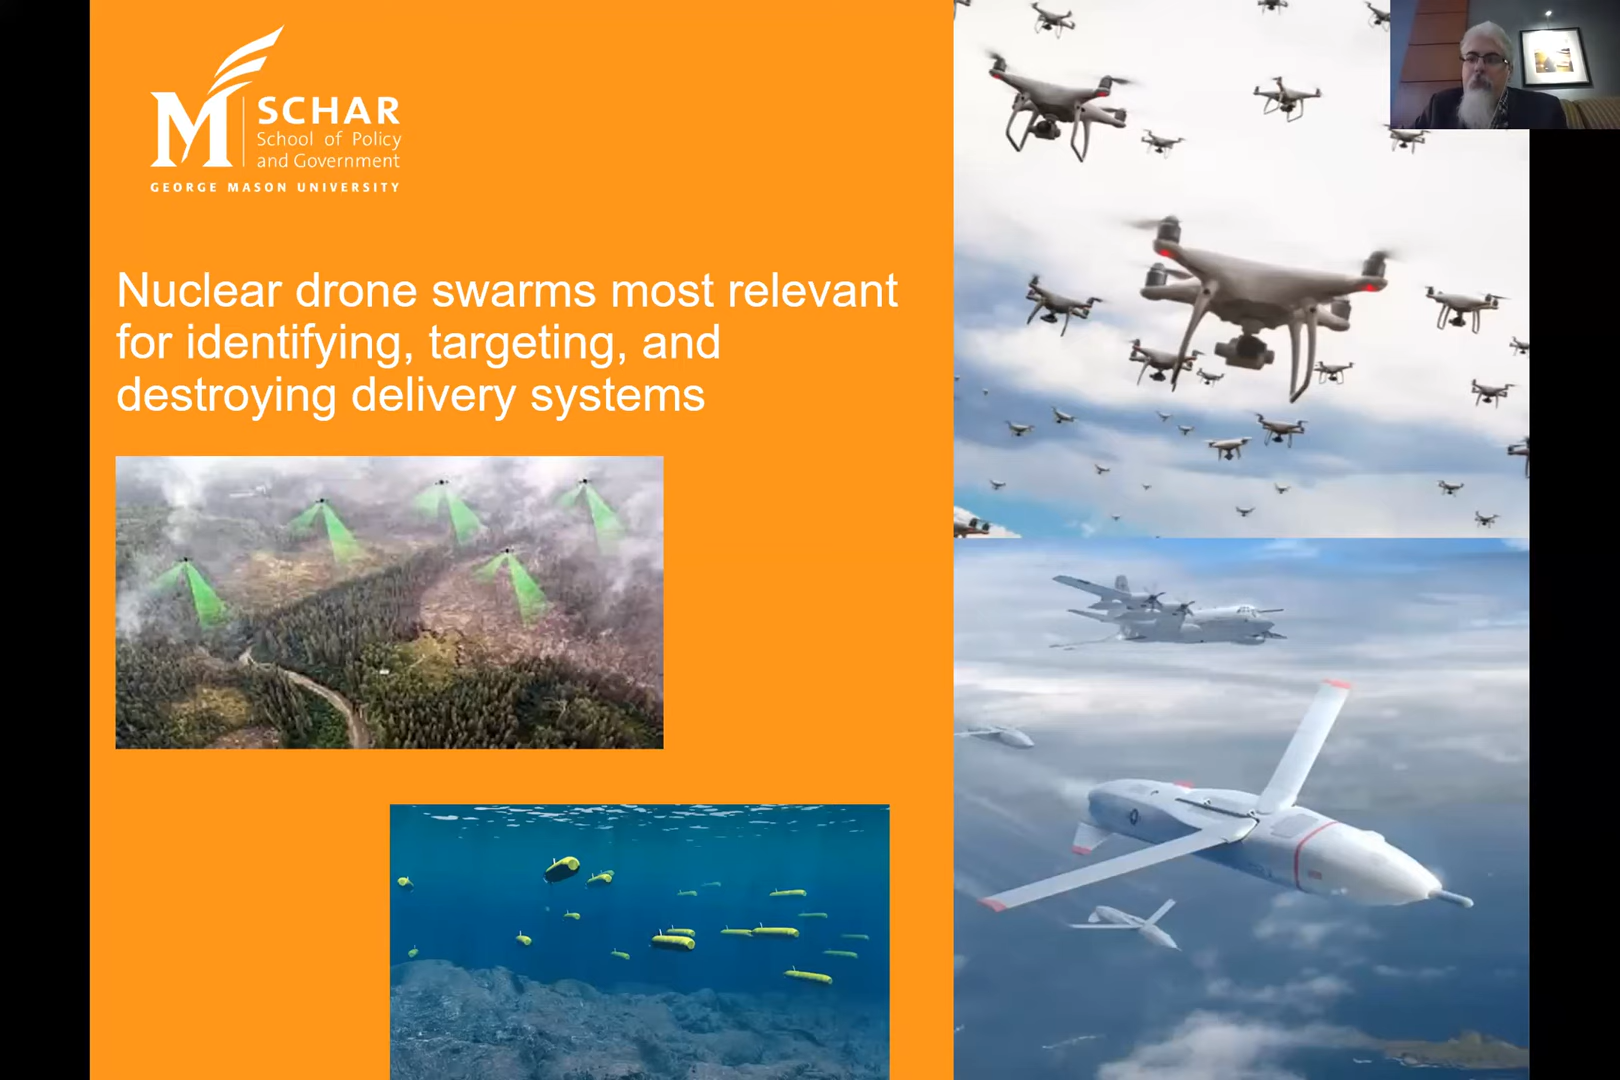 SCHAR
School of Policy
and Government
GEORGE MASON UNIVERSITY
Nuclear drone swarms most relevant
for identifying, targeting, and
destroying delivery systems